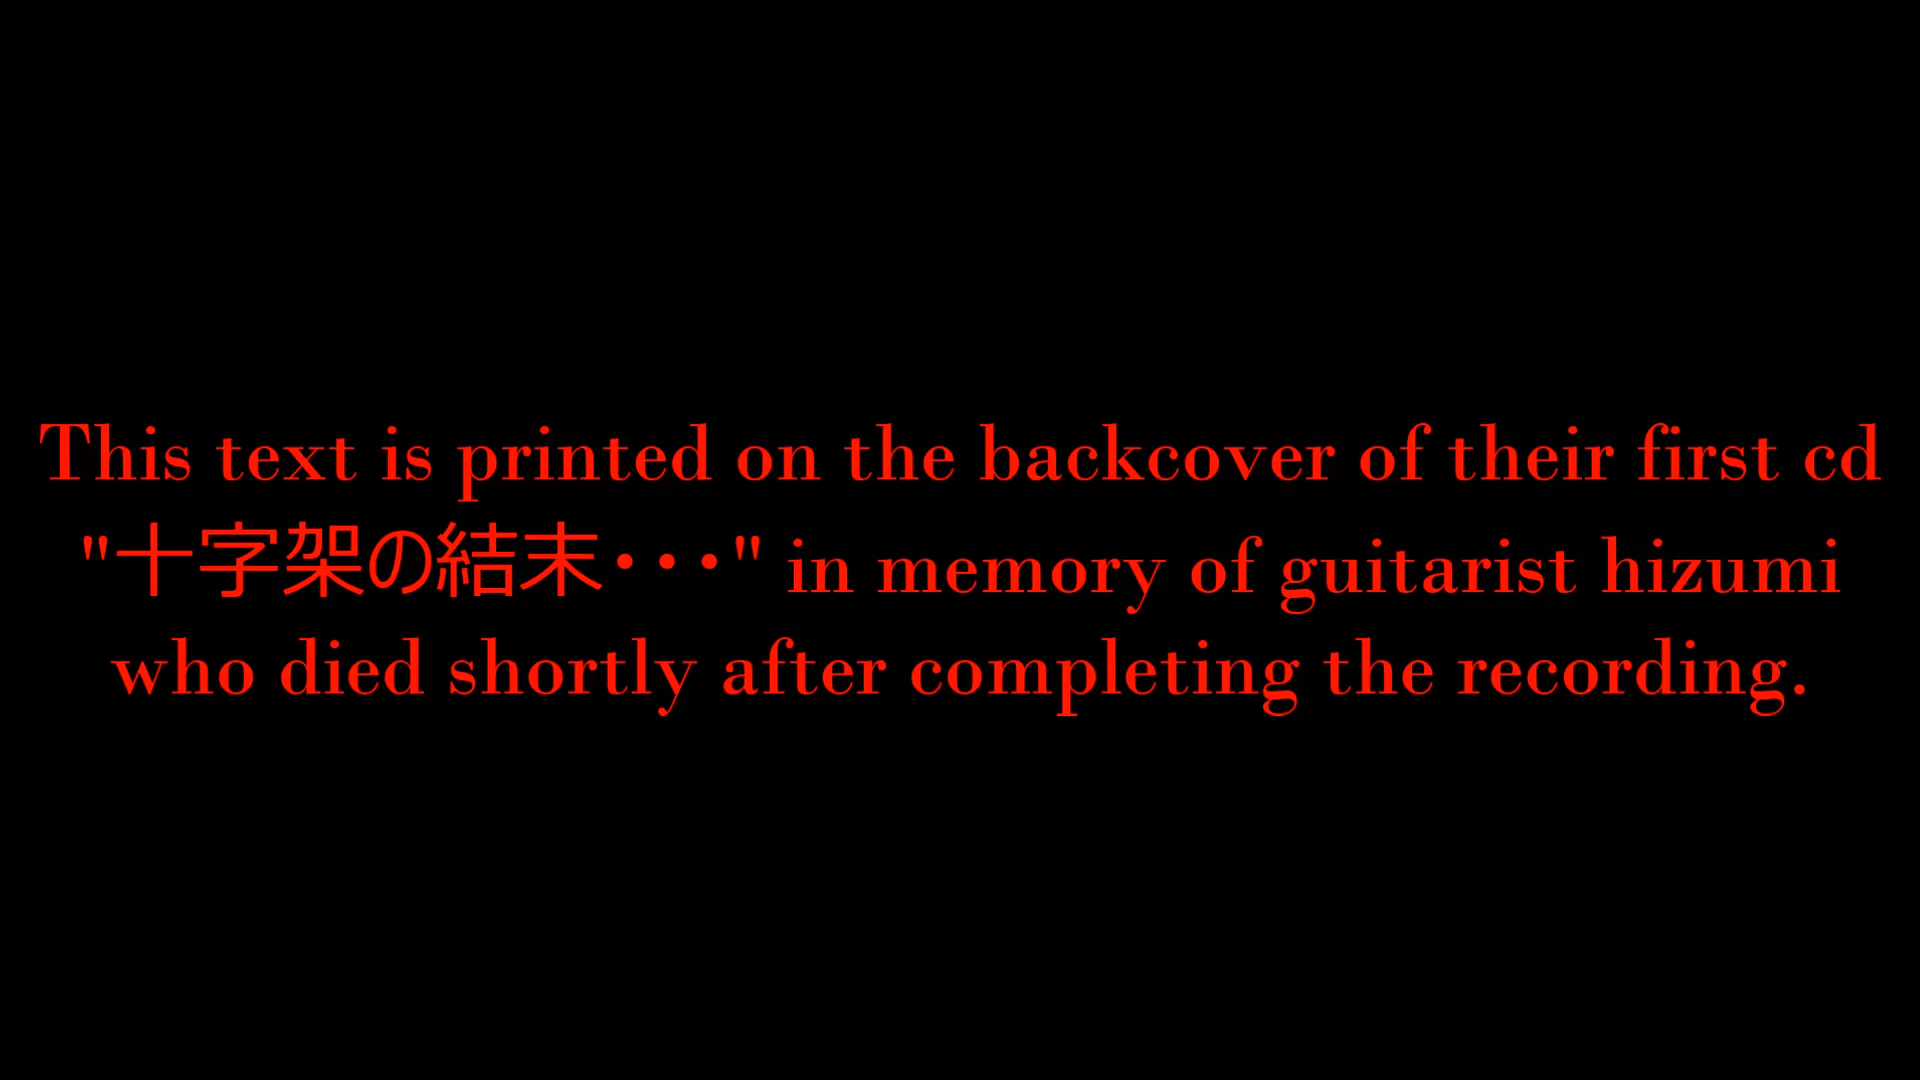 This text is printed on the backcover of their first cd
"十字架の結末･･･" in memory of guitarist hizumi
who died shortly after completing the recording.